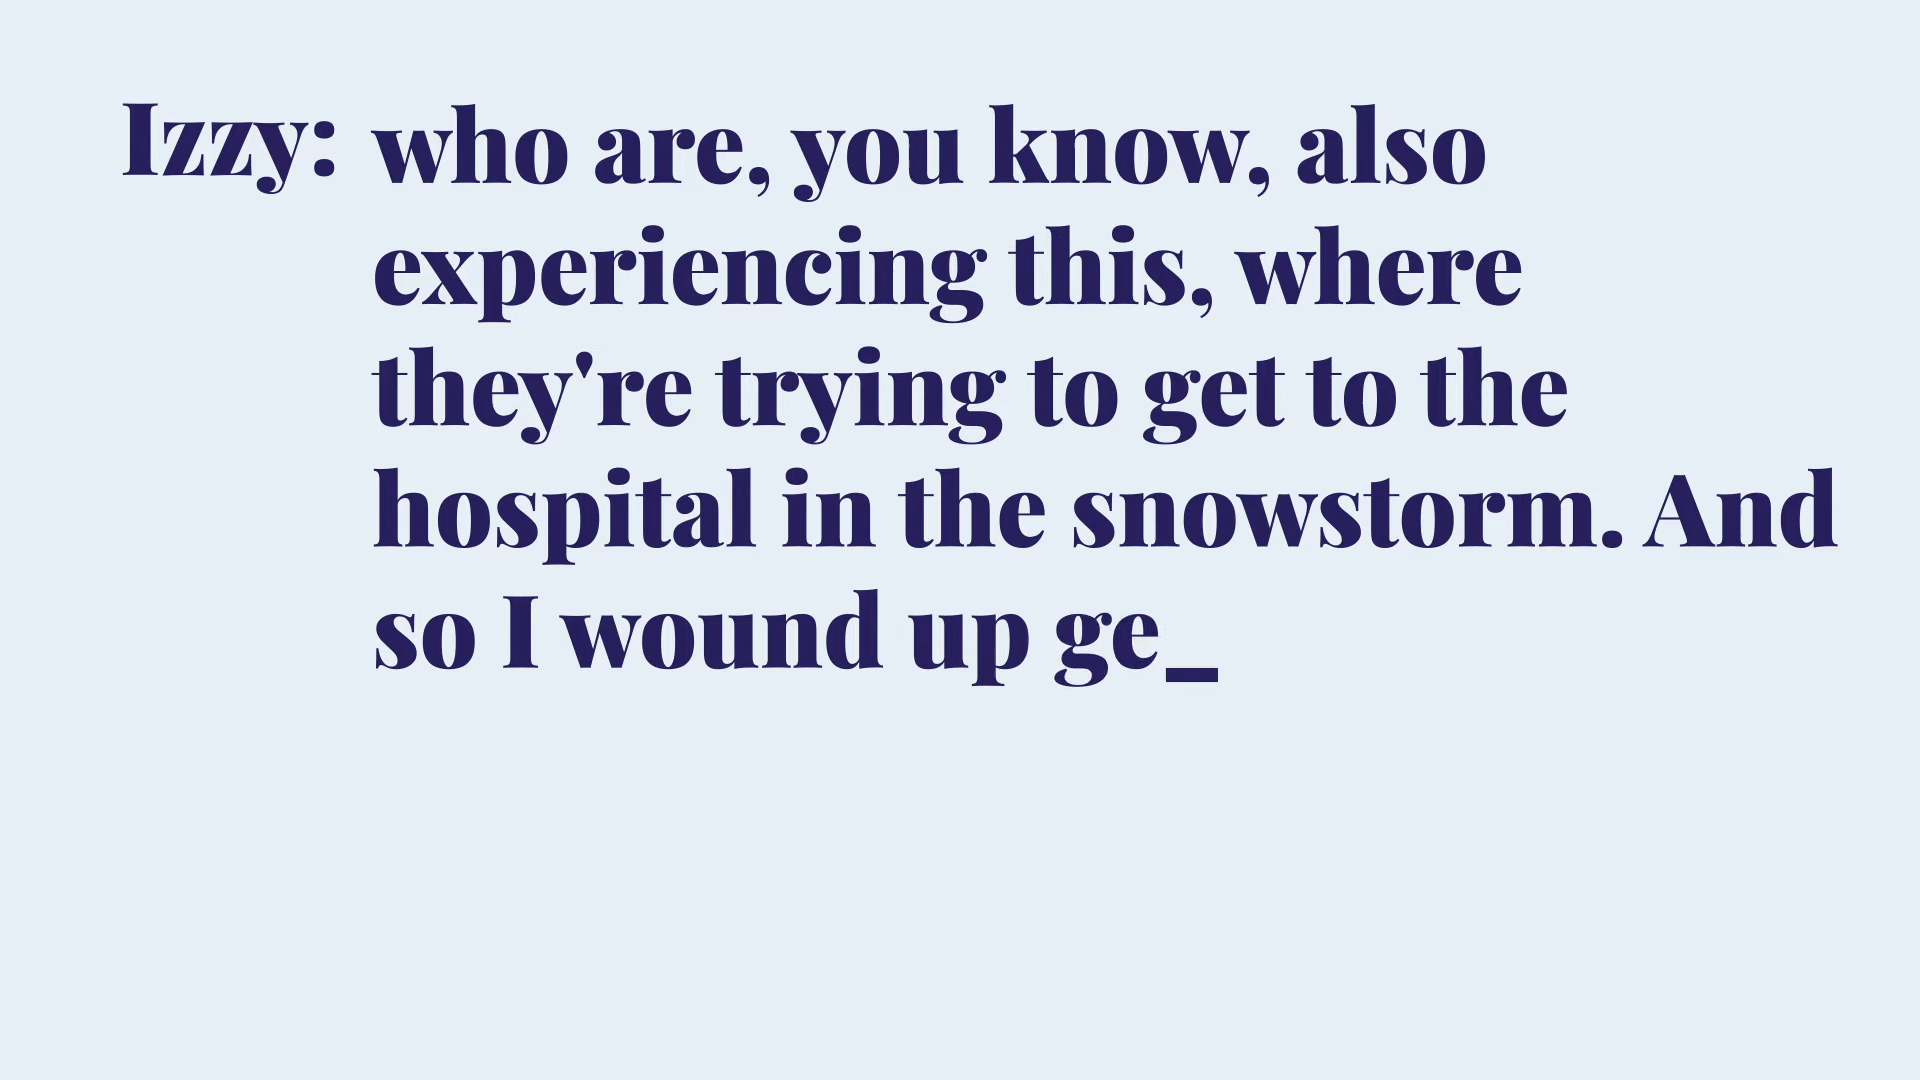 Izzy: who are, you know, also
experiencing this, where
they're trying to get to the
hospital in the snowstorm. And
so I wound up ge_